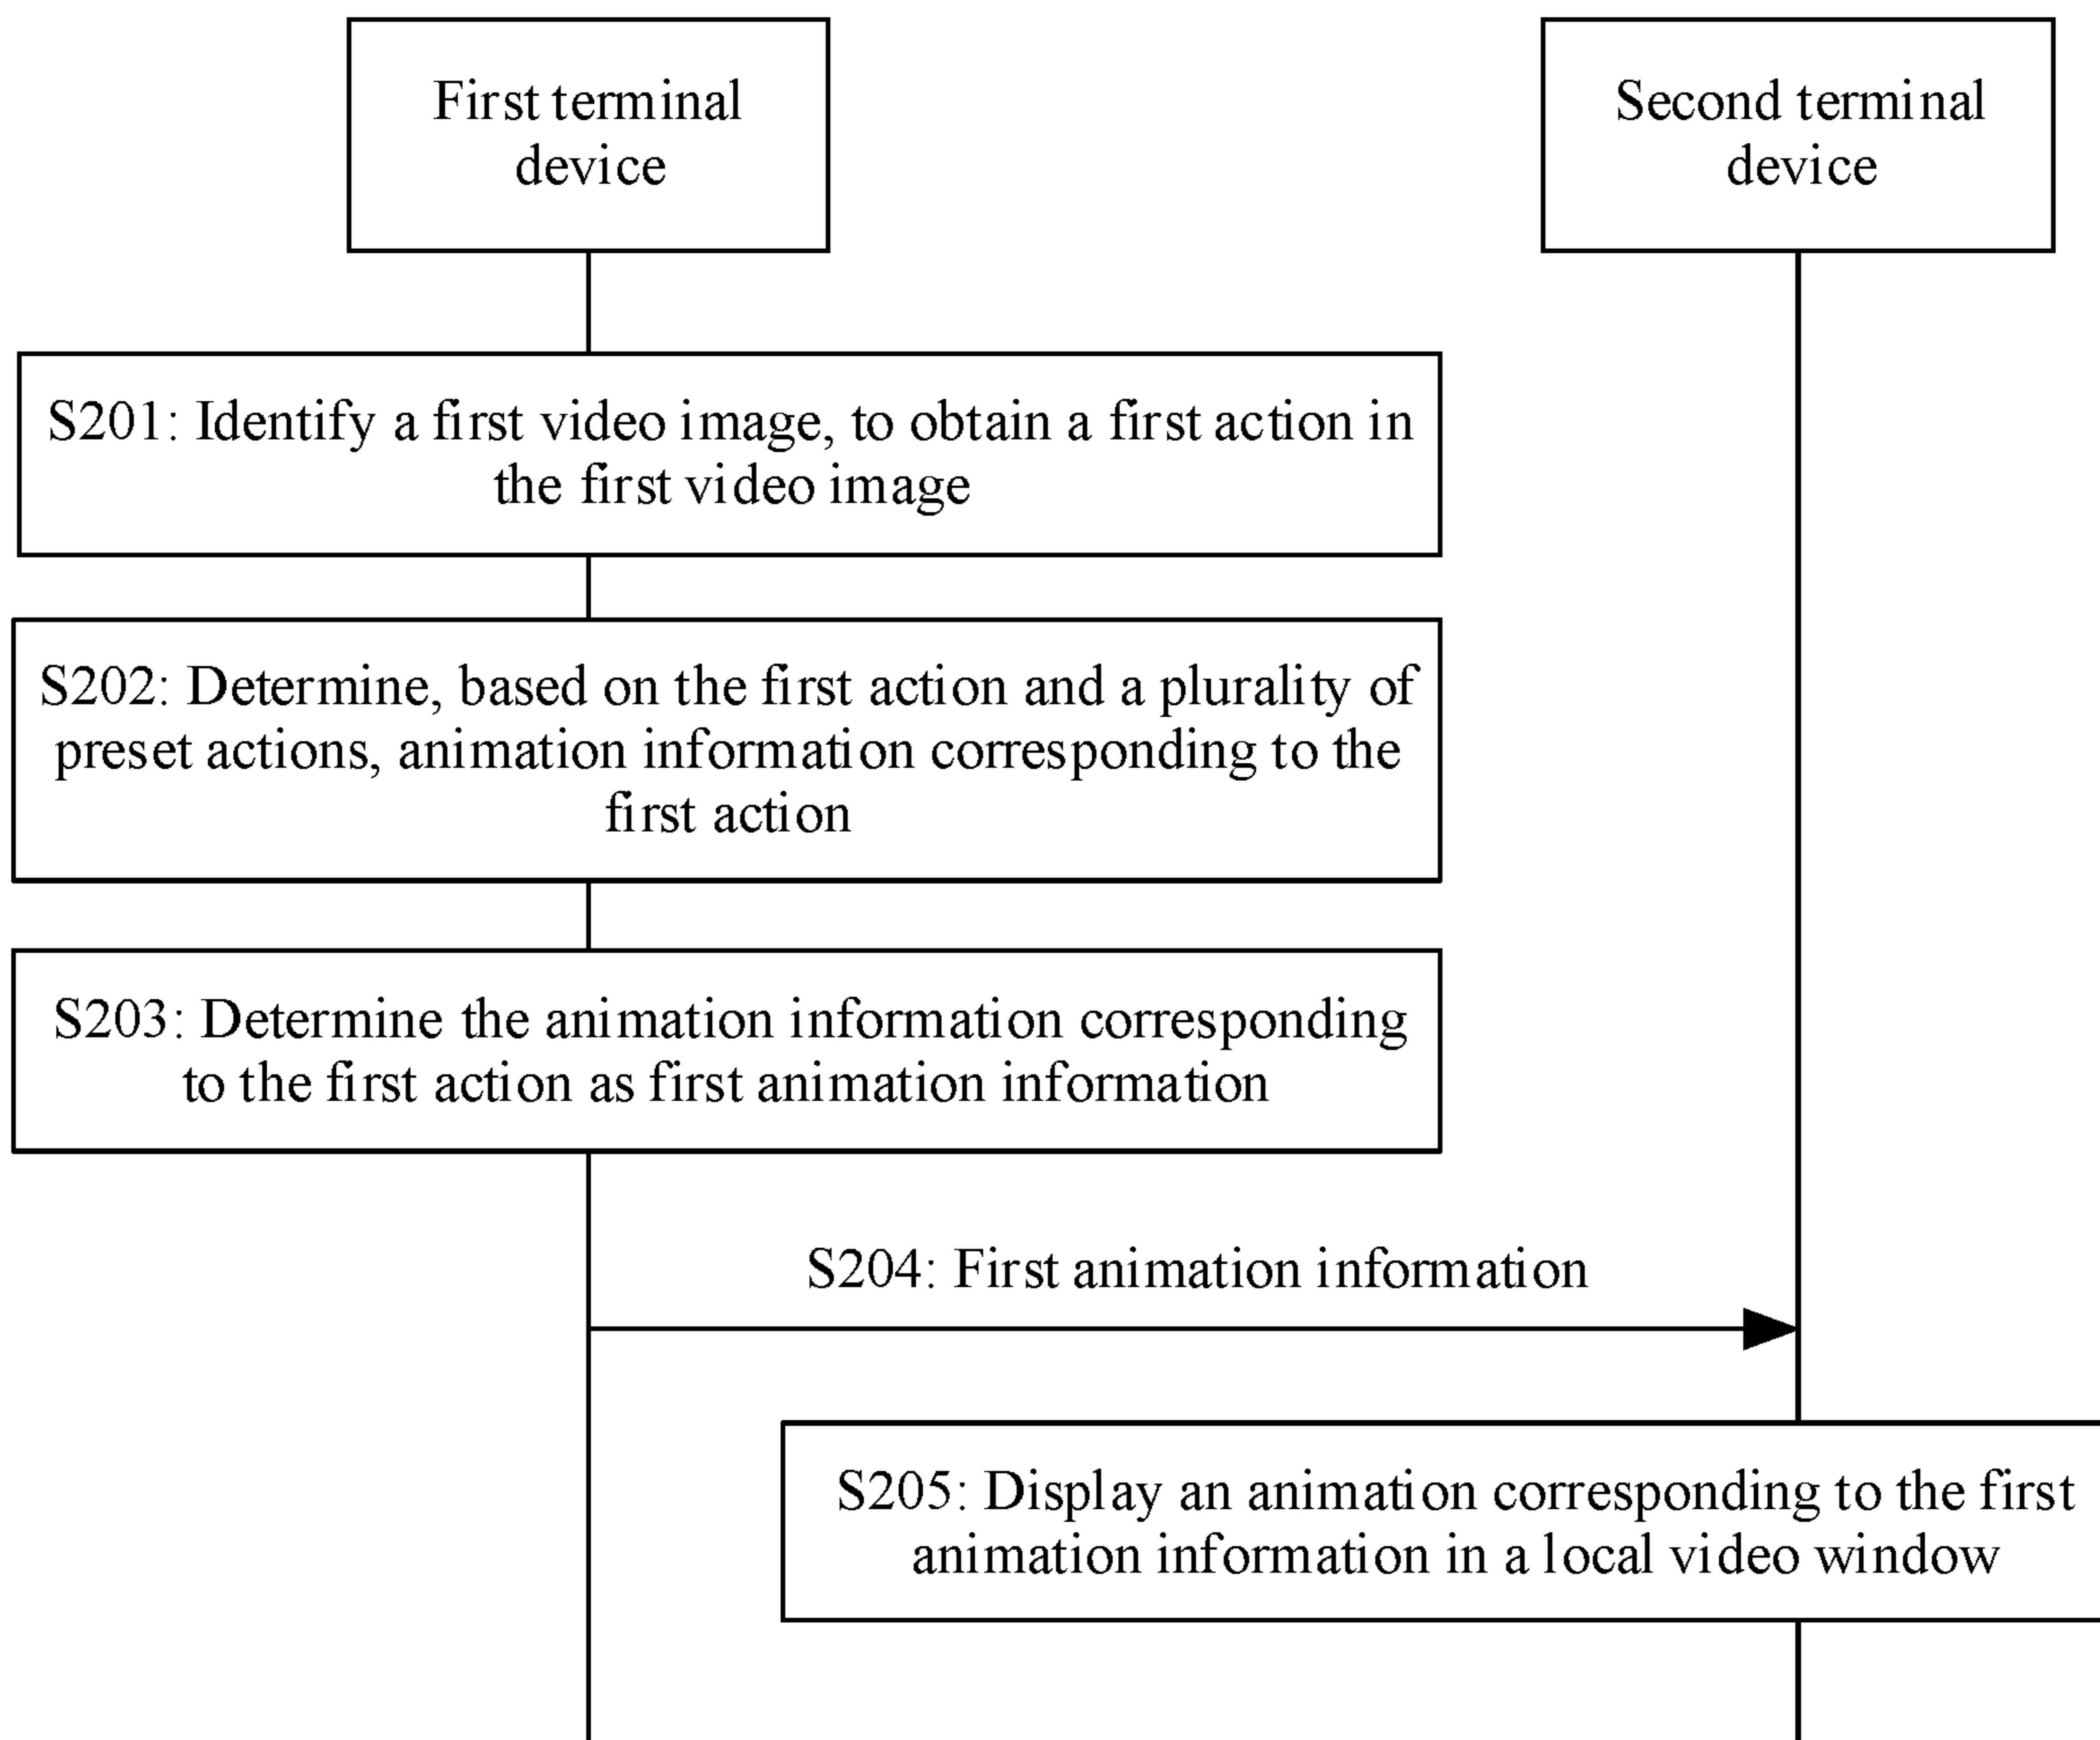 First terminal
device
Second terminal
device
S201: Identify a first video image, to obtain a first action in
the first video image
S202: Determine, based on the first action and a plurality of
preset actions, animation information corresponding to the
first action
S203: Determine the animation information corresponding
to the first action as first animation information
S204: First animation information
S205: Display an animation corresponding to the first
animation information in a local video window